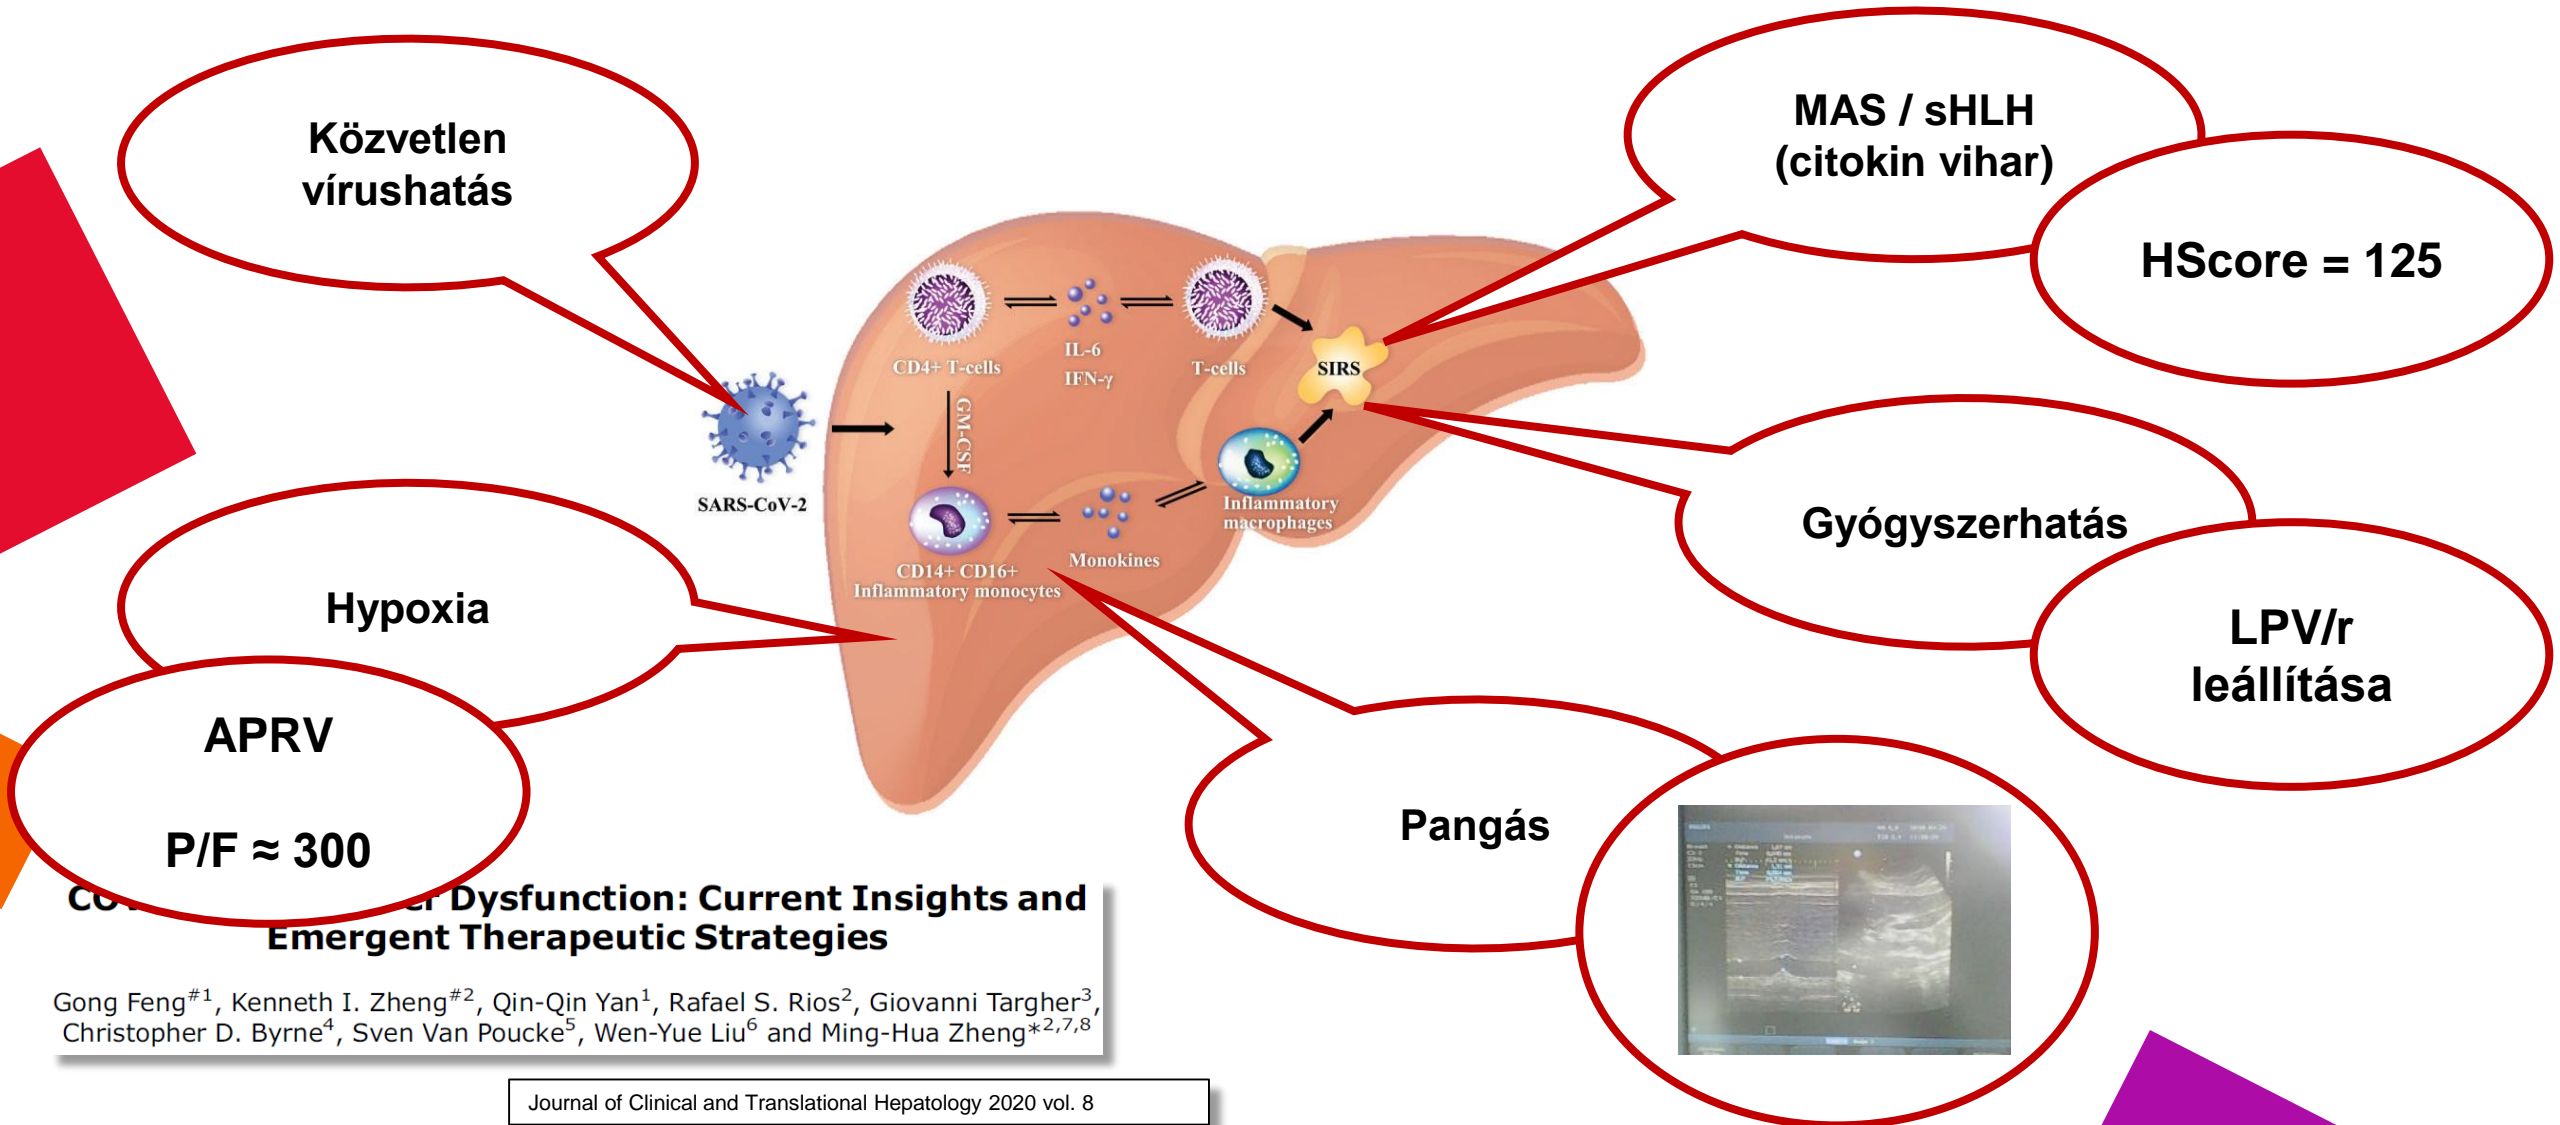 Közvetlen
vírushatás
MAS / sHLH
(citokin vihar)
HScore = 125
CD4+ T-cells
IL-6
IFN-γ
T-cells
SIRS
GM-CSF
SARS-CoV-2
Inflammatory
macrophages
CD14+ CD16+
Inflammatory monocytes
Monokines
Gyógyszerhatás
LPV/r
leállítása
Hypoxia
APRV
P/F ≈ 300
Pangás
Dysfunction: Current Insights and
Emergent Therapeutic Strategies
Gong Feng#1, Kenneth I. Zheng#2, Qin-Qin Yan1, Rafael S. Rios2, Giovanni Targher3,
Christopher D. Byrne4, Sven Van Poucke5, Wen-Yue Liu6 and Ming-Hua Zheng*2,7,8
Journal of Clinical and Translational Hepatology 2020 vol. 8